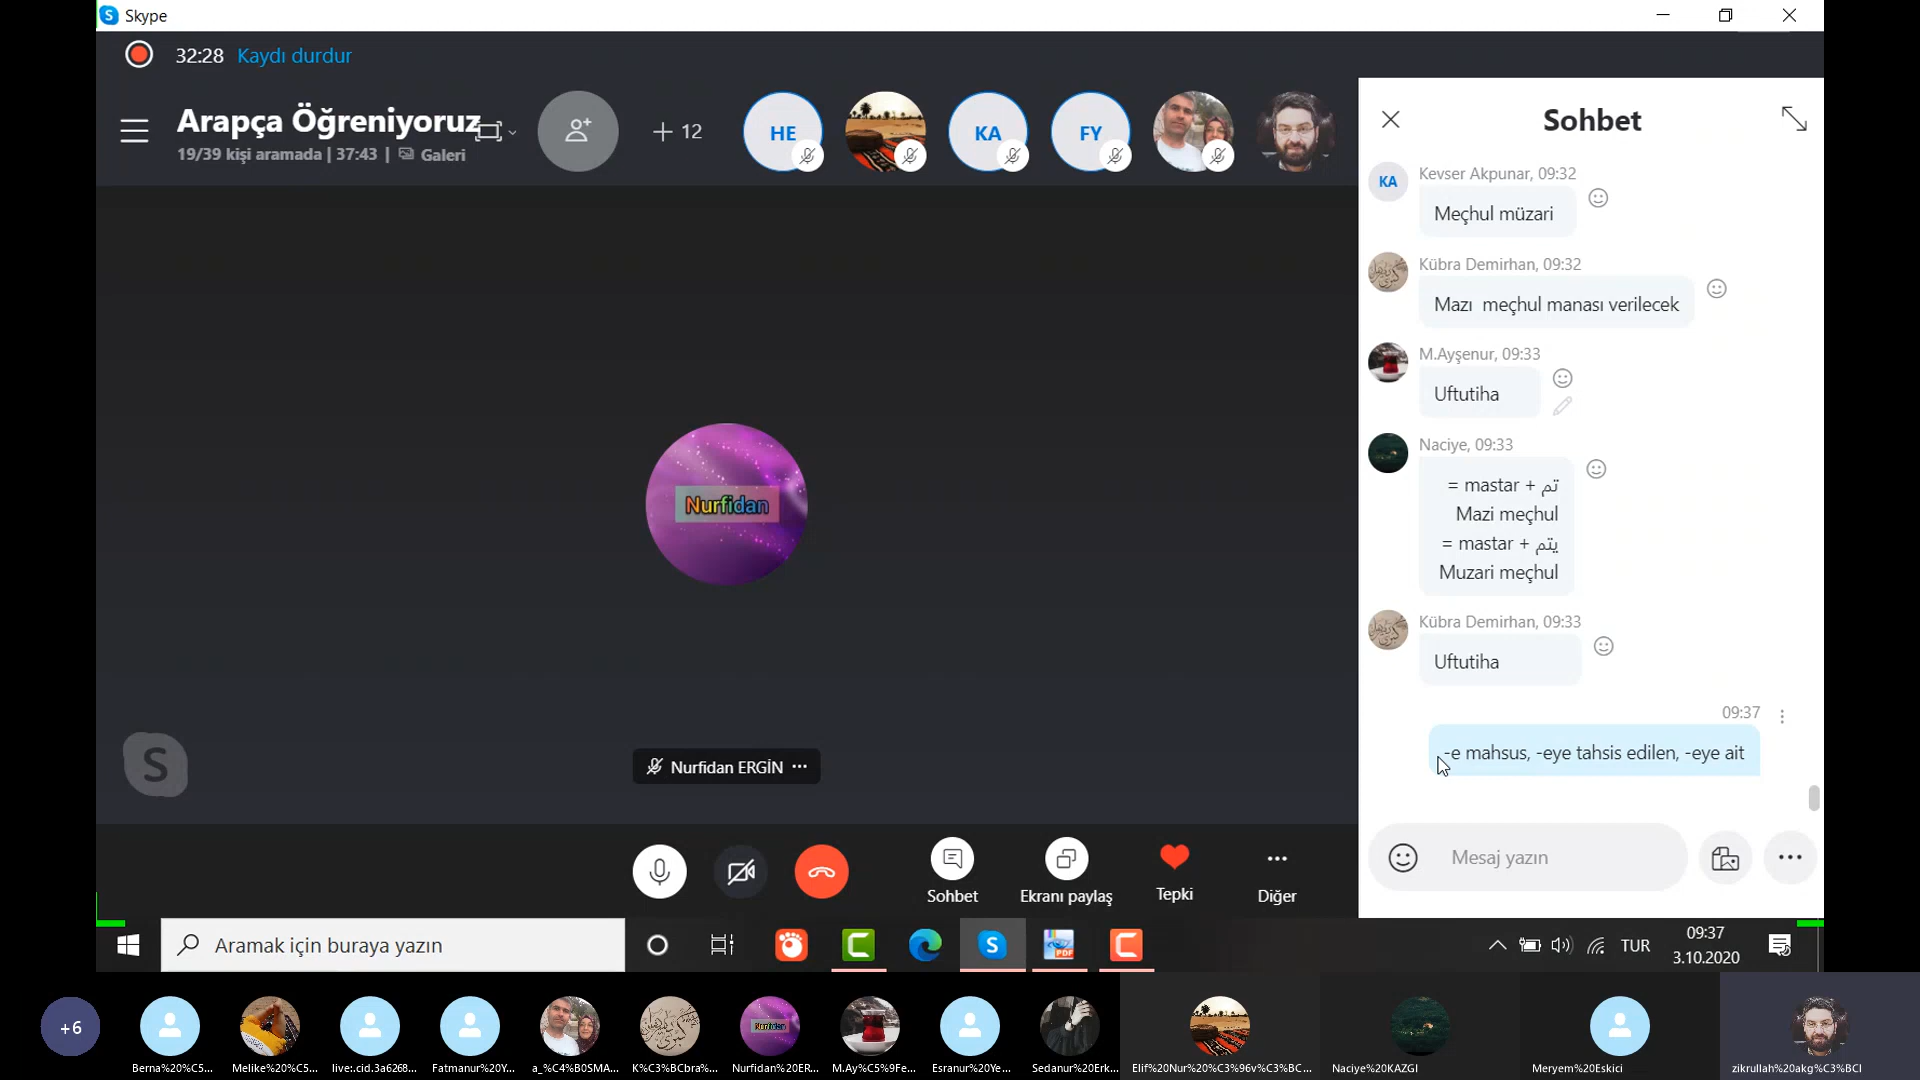 Skype
32:28 Kaydı durdur
Arapça Öğreniyoruz
19/39 kişi aramada | 37:43 | Galeri
+ 12
HE
KA
FY
Sohbet
KA
Kevser Akpunar, 09:32
Meçhul müzari
Kübra Demirhan, 09:32
Mazı meçhul manası verilecek
M.Ayşenur, 09:33
Uftutiha
Naciye, 09:33
تم + mastar =
Mazi meçhul
يتم + mastar =
Muzari meçhul
Kübra Demirhan, 09:33
Uftutiha
09:37
-e mahsus, -eye tahsis edilen, -eye ait
Mesaj yazın
Nurfidan
Nurfidan ERGİN
Sohbet
Ekranı paylaş
Tepki
Diğer
Aramak için buraya yazın
PDF
TUR
09:37
3.10.2020
+6
Berna%20%C5...
Melike%20%C5...
live:.cid.3a6268...
Fatmanur%20Y...
a_%C4%B0SMA...
K%C3%BCbra%...
Nurfidan%20ER...
M.Ay%C5%9Fe...
Esranur%20Ye...
Sedanur%20Erk...
Elif%20Nur%20%C3%96v%C3%BC...
Naciye%20KAZGI
Meryem%20Eskici
zikrullah%20akg%C3%BCl